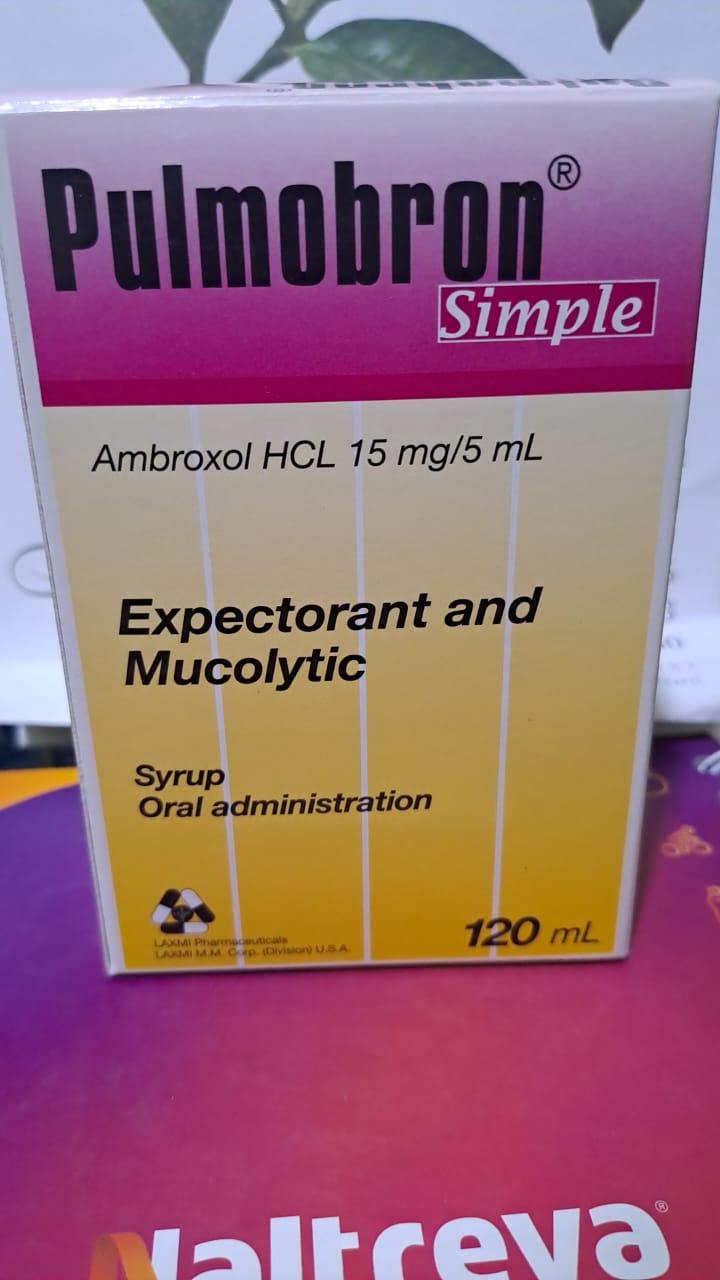 Pulmobron®
Simple
Ambroxol HCL 15 mg/5 mL
Expectorant and
Mucolytic
Syrup
Oral administration
LAXMI Pharmaceuticals
LAXMI M.M. Corp. (Division) U.S.A.
120 mL